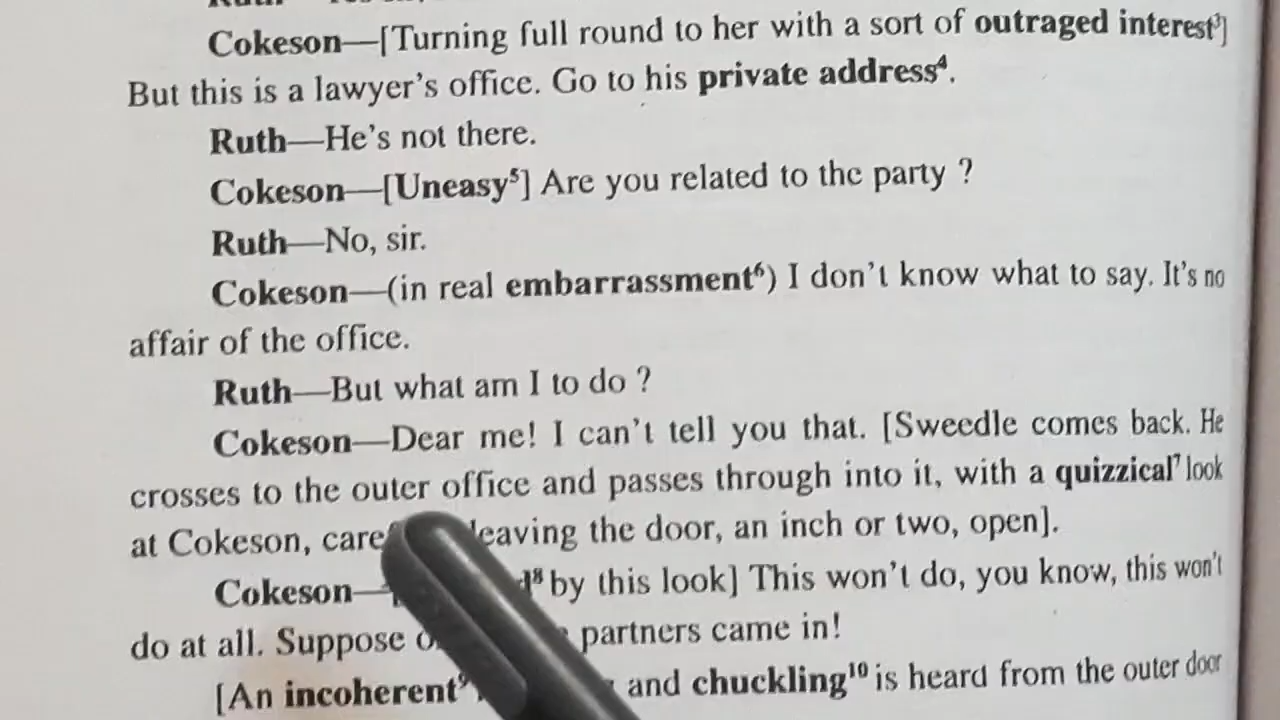 Cokeson—[Turning full round to her with a sort of outraged interest³]
But this is a lawyer's office. Go to his private address⁴.
Ruth—He's not there.
Cokeson—[Uneasy⁵] Are you related to the party ?
Ruth—No, sir.
Cokeson—(in real embarrassment⁶) I don't know what to say. It's no
affair of the office.
Ruth—But what am I to do ?
Cokeson—Dear me! I can't tell you that. [Sweedle comes back. He
crosses to the outer office and passes through into it, with a quizzical⁷ look
at Cokeson, leaving the door, an inch or two, open].
Cokeson— by this look] This won't do, you know, this won't
do at all. Suppose partners came in!
[An incoherent⁹ and chuckling¹⁰ is heard from the outer door